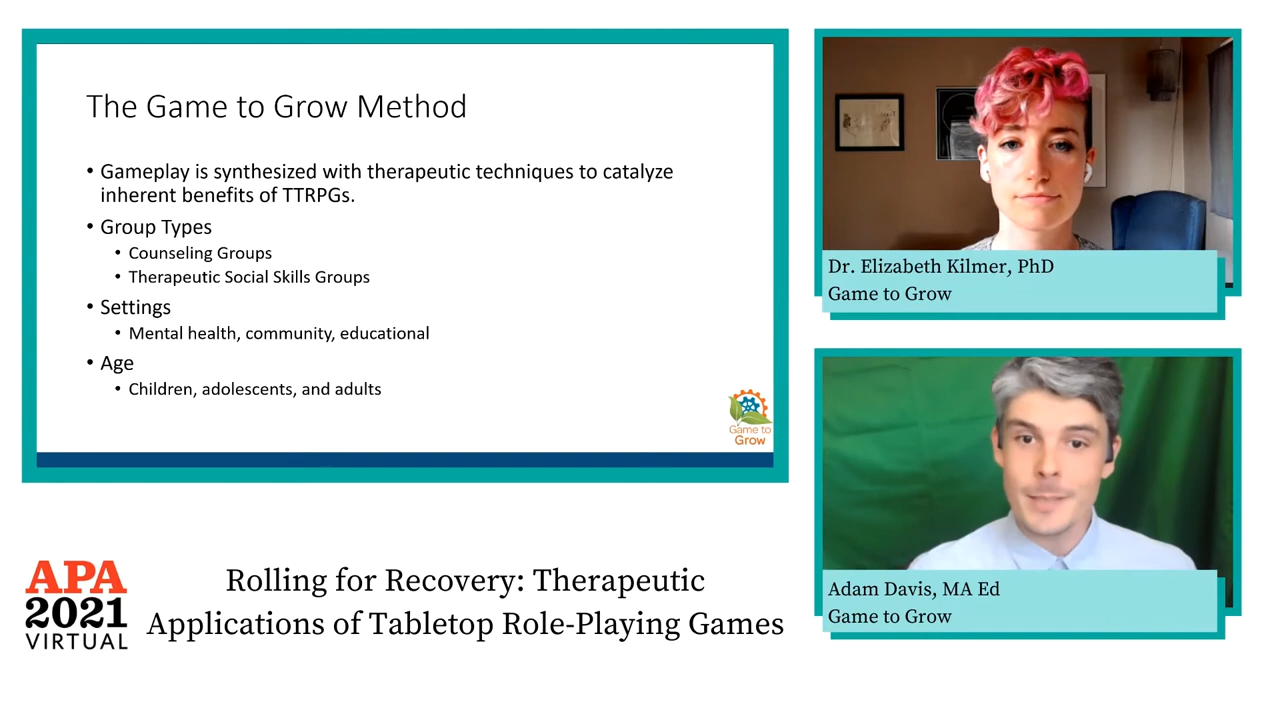 The Game to Grow Method
• Gameplay is synthesized with therapeutic techniques to catalyze
inherent benefits of TTRPGs.
• Group Types
• Counseling Groups
• Therapeutic Social Skills Groups
• Settings
• Mental health, community, educational
• Age
• Children, adolescents, and adults
Game to
Grow
Dr. Elizabeth Kilmer, PhD
Game to Grow
Adam Davis, MA Ed
Game to Grow
APA
2021
VIRTUAL
Rolling for Recovery: Therapeutic
Applications of Tabletop Role-Playing Games